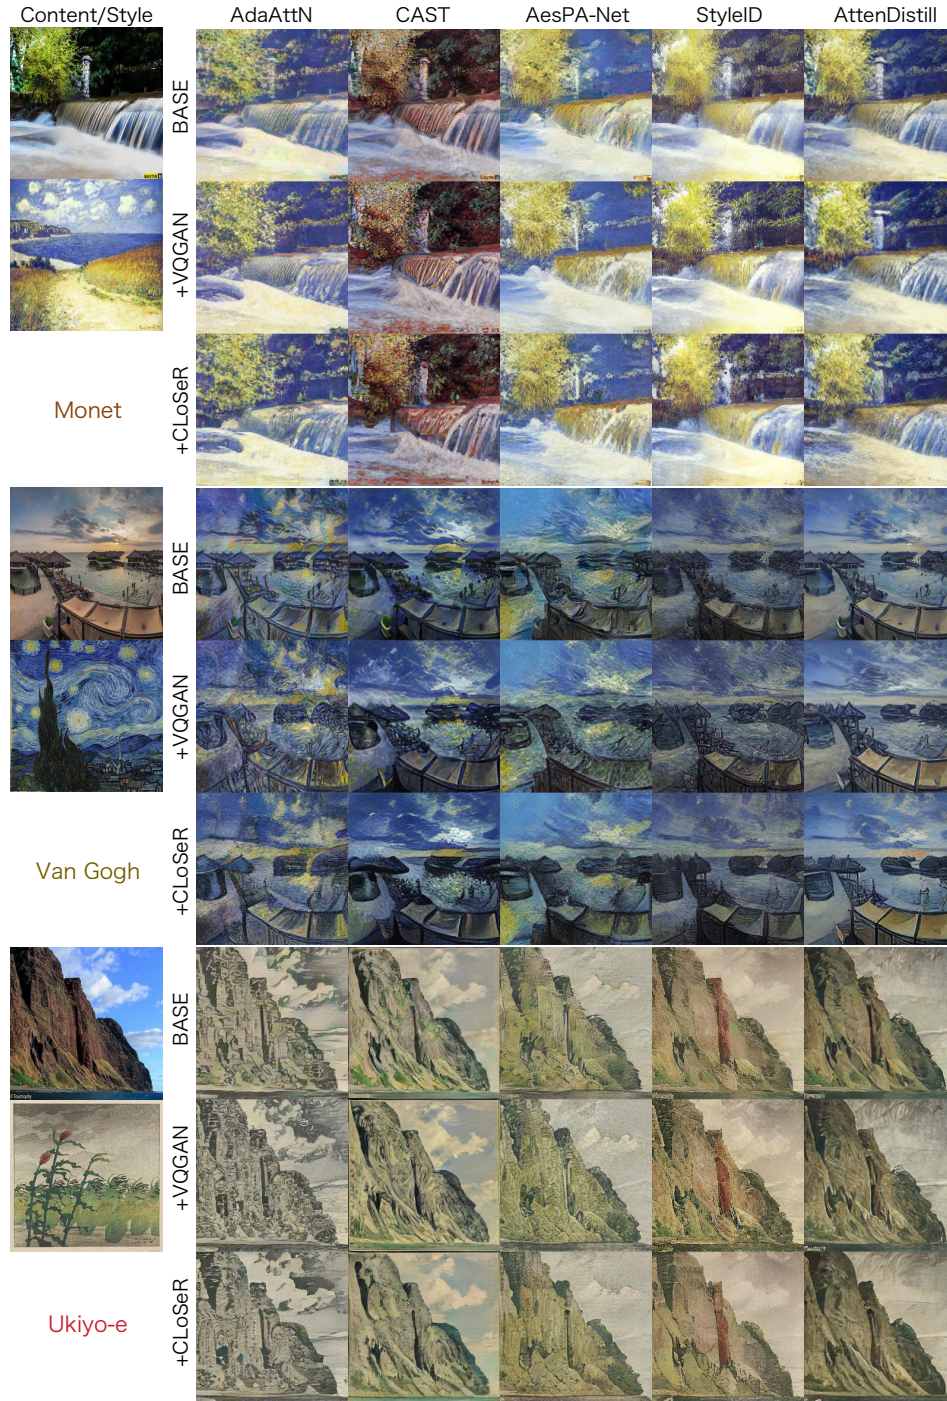 Content/Style AdaAttN CAST AesPA-Net StyleID AttenDistill
BASE
+VQGAN
+CLoSeR
Monet
BASE
+VQGAN
+CLoSeR
Van Gogh
BASE
+VQGAN
+CLoSeR
Ukiyo-e